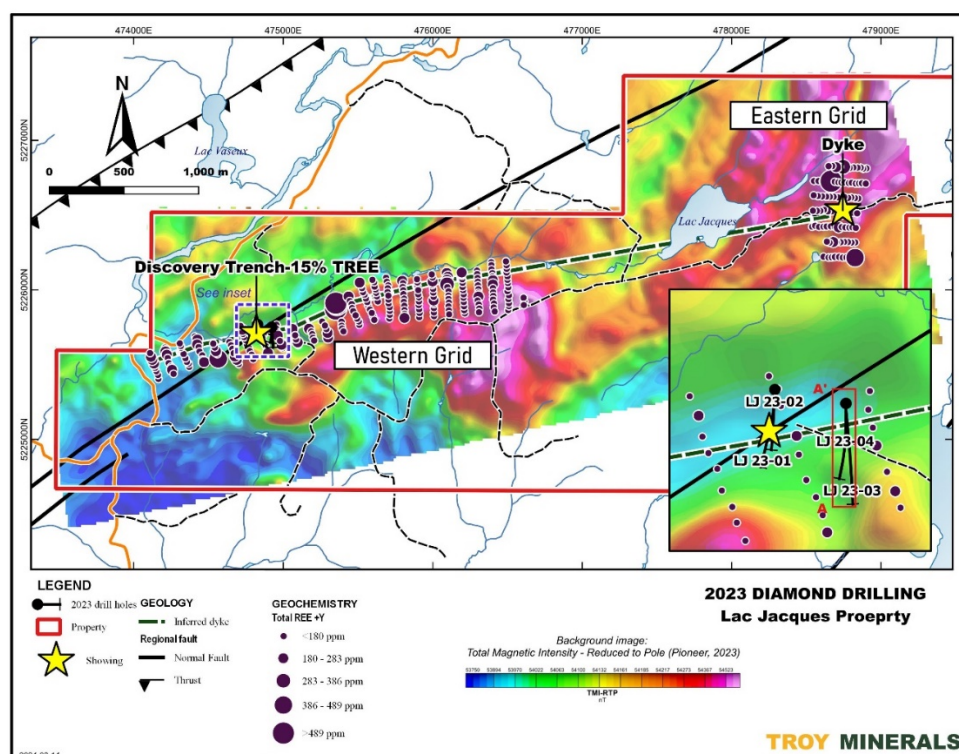 474000E 475000E 476000E 477000E 478000E 479000E
N
Lac Vaseux
0 500 1,000 m
5227000N
5226000N
5225000N
Eastern Grid
Dyke
Lac Jacques
Discovery Trench-15% TREE
See inset
Western Grid
LJ 23-02
A'
LJ 23-04
LJ 23-01
LJ 23-03
A
LEGEND
2023 drill holes
Property
Showing
GEOLOGY
Inferred dyke
Regional fault
Normal Fault
Thrust
GEOCHEMISTRY
Total REE +Y
<180 ppm
180 - 283 ppm
283 - 386 ppm
386 - 489 ppm
>489 ppm
2023 DIAMOND DRILLING
Lac Jacques Proeprty
Background image:
Total Magnetic Intensity - Reduced to Pole (Pioneer, 2023)
TMI-RTP
nT
TROY MINERALS